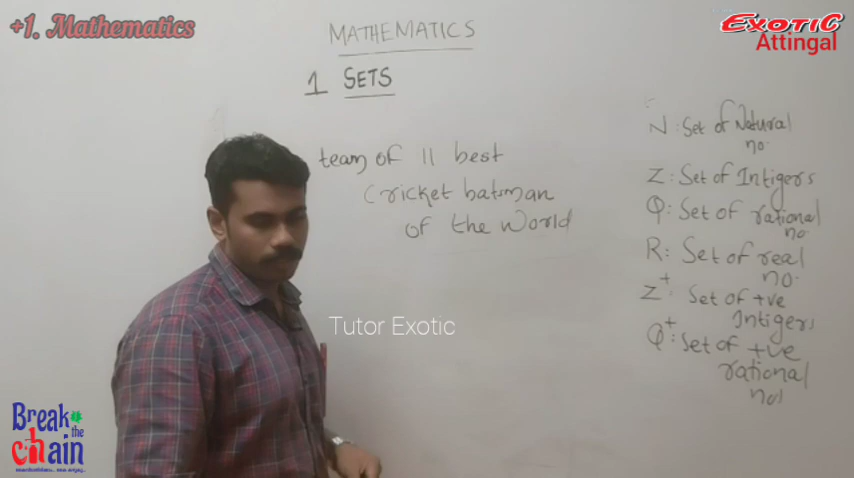 +1. Mathematics
EXOTIC
Attingal
MATHEMATICS
1 SETS
team of 11 best
Cricket batsman
of the World
N : Set of Natural
no.
Z : Set of Intigers
Q : Set of rational
no.
R : Set of real
no.
Z+ : Set of +ve
Intigers
Q+ : Set of +ve
rational
no.
Tutor Exotic
Break
the
chain